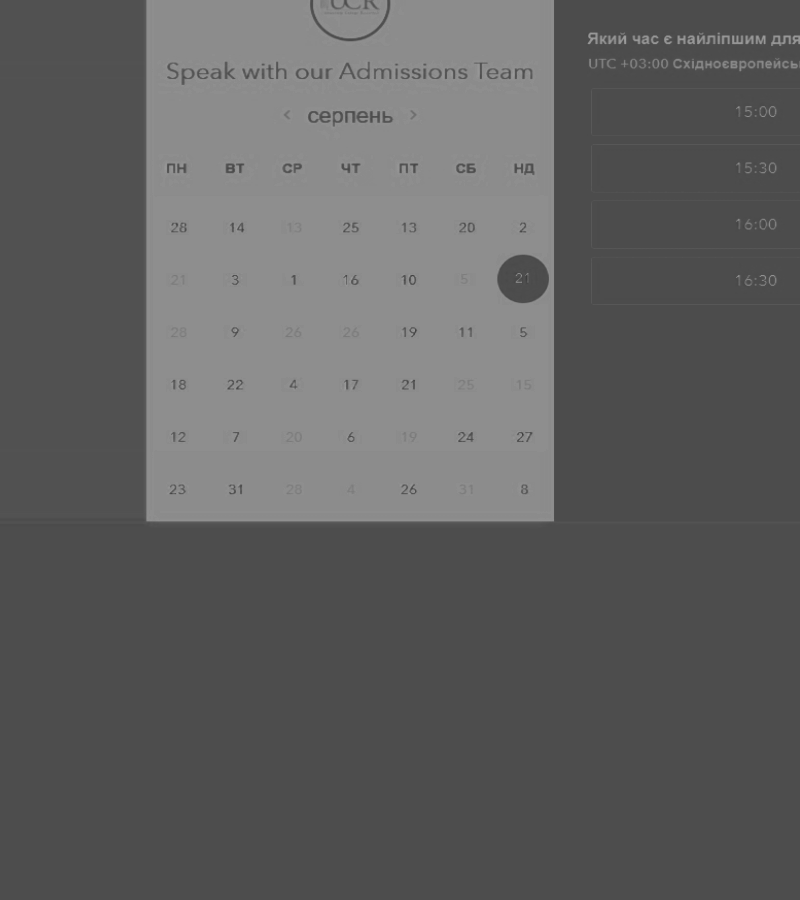 UCR
Speak with our Admissions Team
‹ серпень ›
ПН ВТ СР ЧТ ПТ СБ НД
28 14 13 25 13 20 2
21 3 1 16 10 5 21
28 9 26 26 19 11 5
18 22 4 17 21 25 15
12 7 20 6 19 24 27
23 31 28 4 26 31 8
Який час є найліпшим для
UTC +03:00
15:00
15:30
16:00
16:30